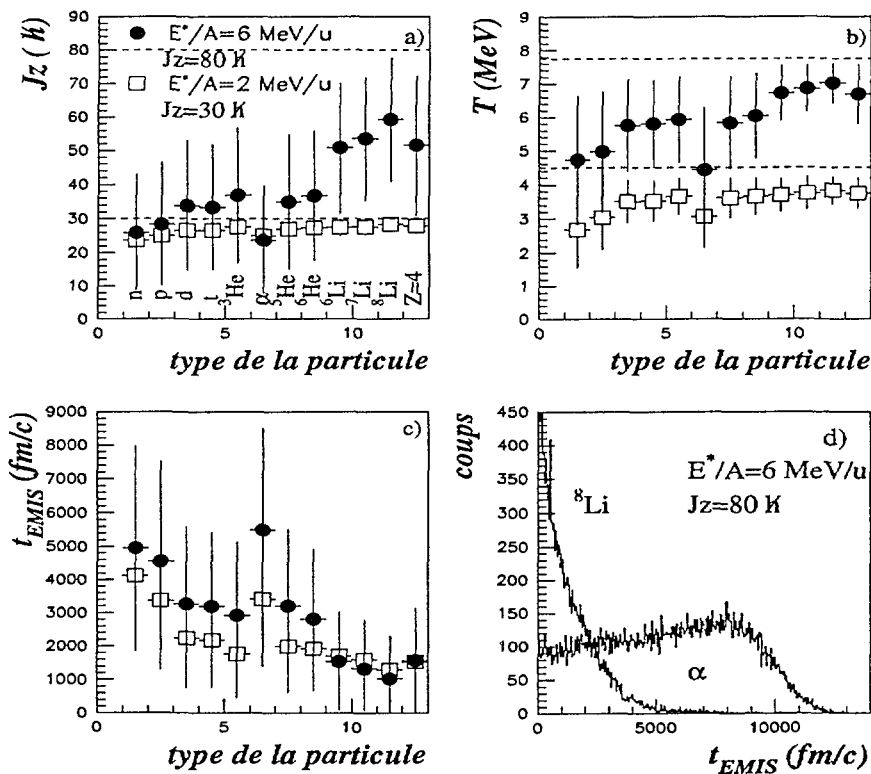 a)
Jz ( ħ )
90
80
70
60
50
40
30
20
10
0
E*/A=6 MeV/u
Jz=80 ħ
E*/A=2 MeV/u
Jz=30 ħ
n
p
d
t
³He
α
⁵He
⁶He
⁶Li
⁷Li
⁸Li
Z=4
0
5
10
type de la particule
b)
T (MeV)
9
8
7
6
5
4
3
2
1
0
0
5
10
type de la particule
c)
t_EMIS (fm/c)
9000
8000
7000
6000
5000
4000
3000
2000
1000
0
0
5
10
type de la particule
d)
coups
450
400
350
300
250
200
150
100
50
0
E*/A=6 MeV/u
Jz=80 ħ
⁸Li
α
0
5000
10000
t_EMIS (fm/c)